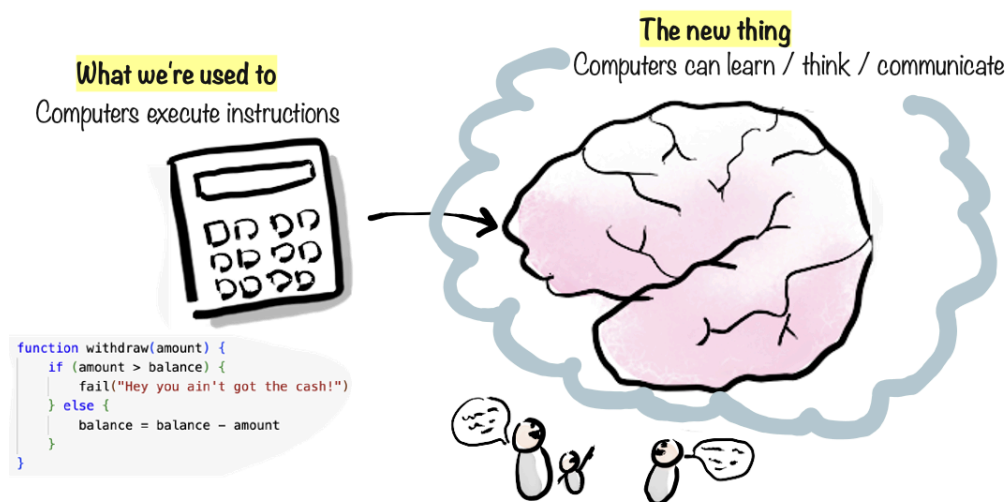 What we're used to
Computers execute instructions
The new thing
Computers can learn / think / communicate
function withdraw(amount) {
    if (amount > balance) {
        fail("Hey you ain't got the cash!")
    } else {
        balance = balance - amount
    }
}